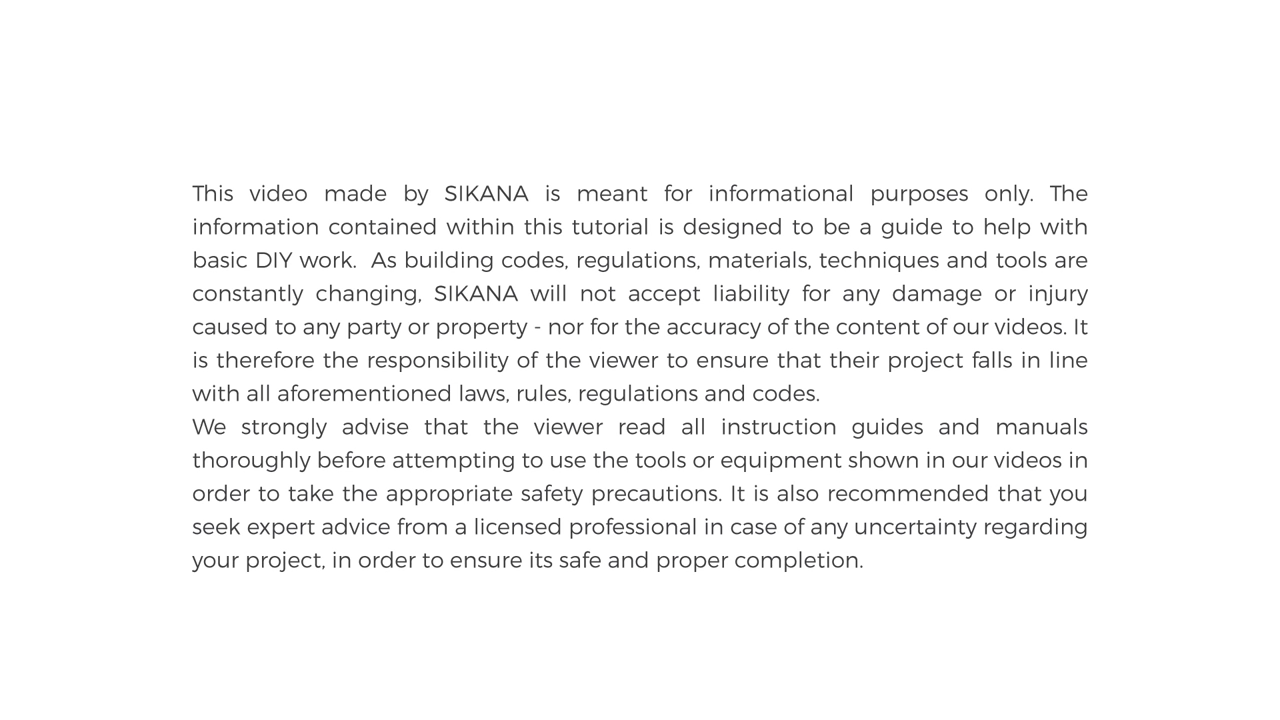 This video made by SIKANA is meant for informational purposes only. The
information contained within this tutorial is designed to be a guide to help with
basic DIY work.  As building codes, regulations, materials, techniques and tools are
constantly changing, SIKANA will not accept liability for any damage or injury
caused to any party or property - nor for the accuracy of the content of our videos. It
is therefore the responsibility of the viewer to ensure that their project falls in line
with all aforementioned laws, rules, regulations and codes.
We strongly advise that the viewer read all instruction guides and manuals
thoroughly before attempting to use the tools or equipment shown in our videos in
order to take the appropriate safety precautions. It is also recommended that you
seek expert advice from a licensed professional in case of any uncertainty regarding
your project, in order to ensure its safe and proper completion.